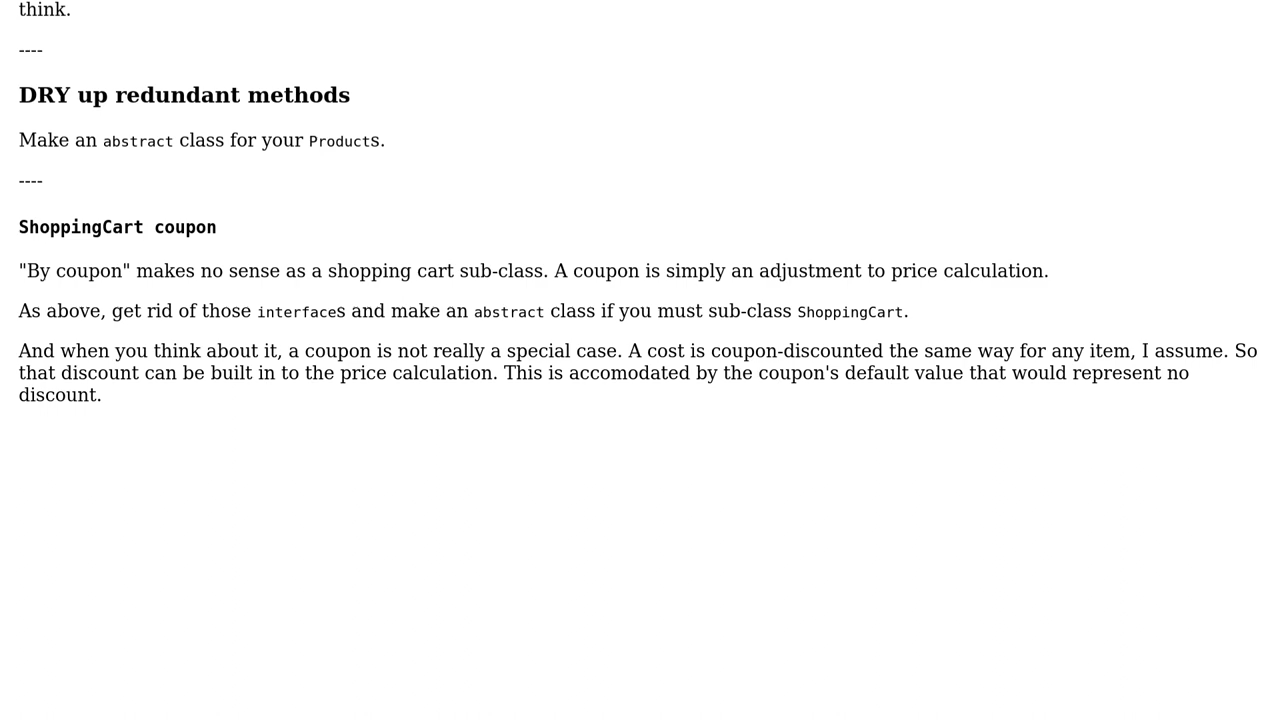 think.
----
DRY up redundant methods
Make an abstract class for your Products.
----
ShoppingCart coupon
"By coupon" makes no sense as a shopping cart sub-class. A coupon is simply an adjustment to price calculation.
As above, get rid of those interfaces and make an abstract class if you must sub-class ShoppingCart.
And when you think about it, a coupon is not really a special case. A cost is coupon-discounted the same way for any item, I assume. So
that discount can be built in to the price calculation. This is accomodated by the coupon's default value that would represent no
discount.